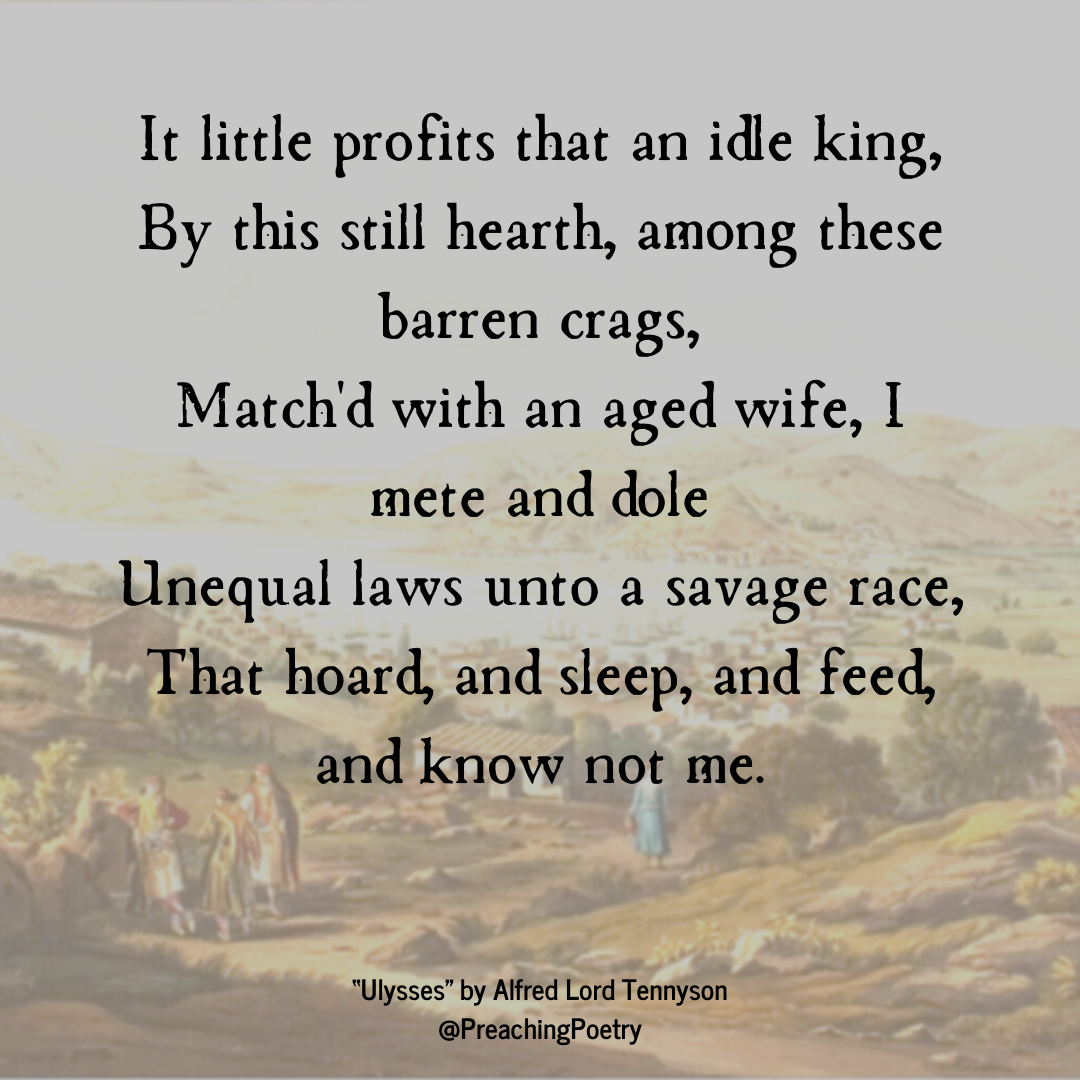 It little profits that an idle king,
By this still hearth, among these
barren crags,
Match'd with an aged wife, I
mete and dole
Unequal laws unto a savage race,
That hoard, and sleep, and feed,
and know not me.
“Ulysses” by Alfred Lord Tennyson
@PreachingPoetry